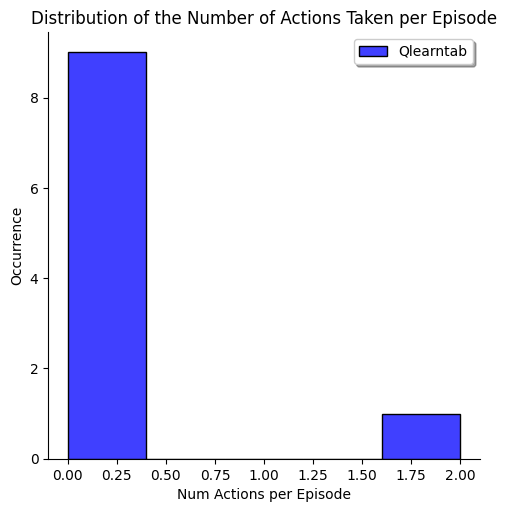 Distribution of the Number of Actions Taken per Episode
Qlearntab
Occurrence
8
6
4
2
0
0.00 0.25 0.50 0.75 1.00 1.25 1.50 1.75 2.00
Num Actions per Episode